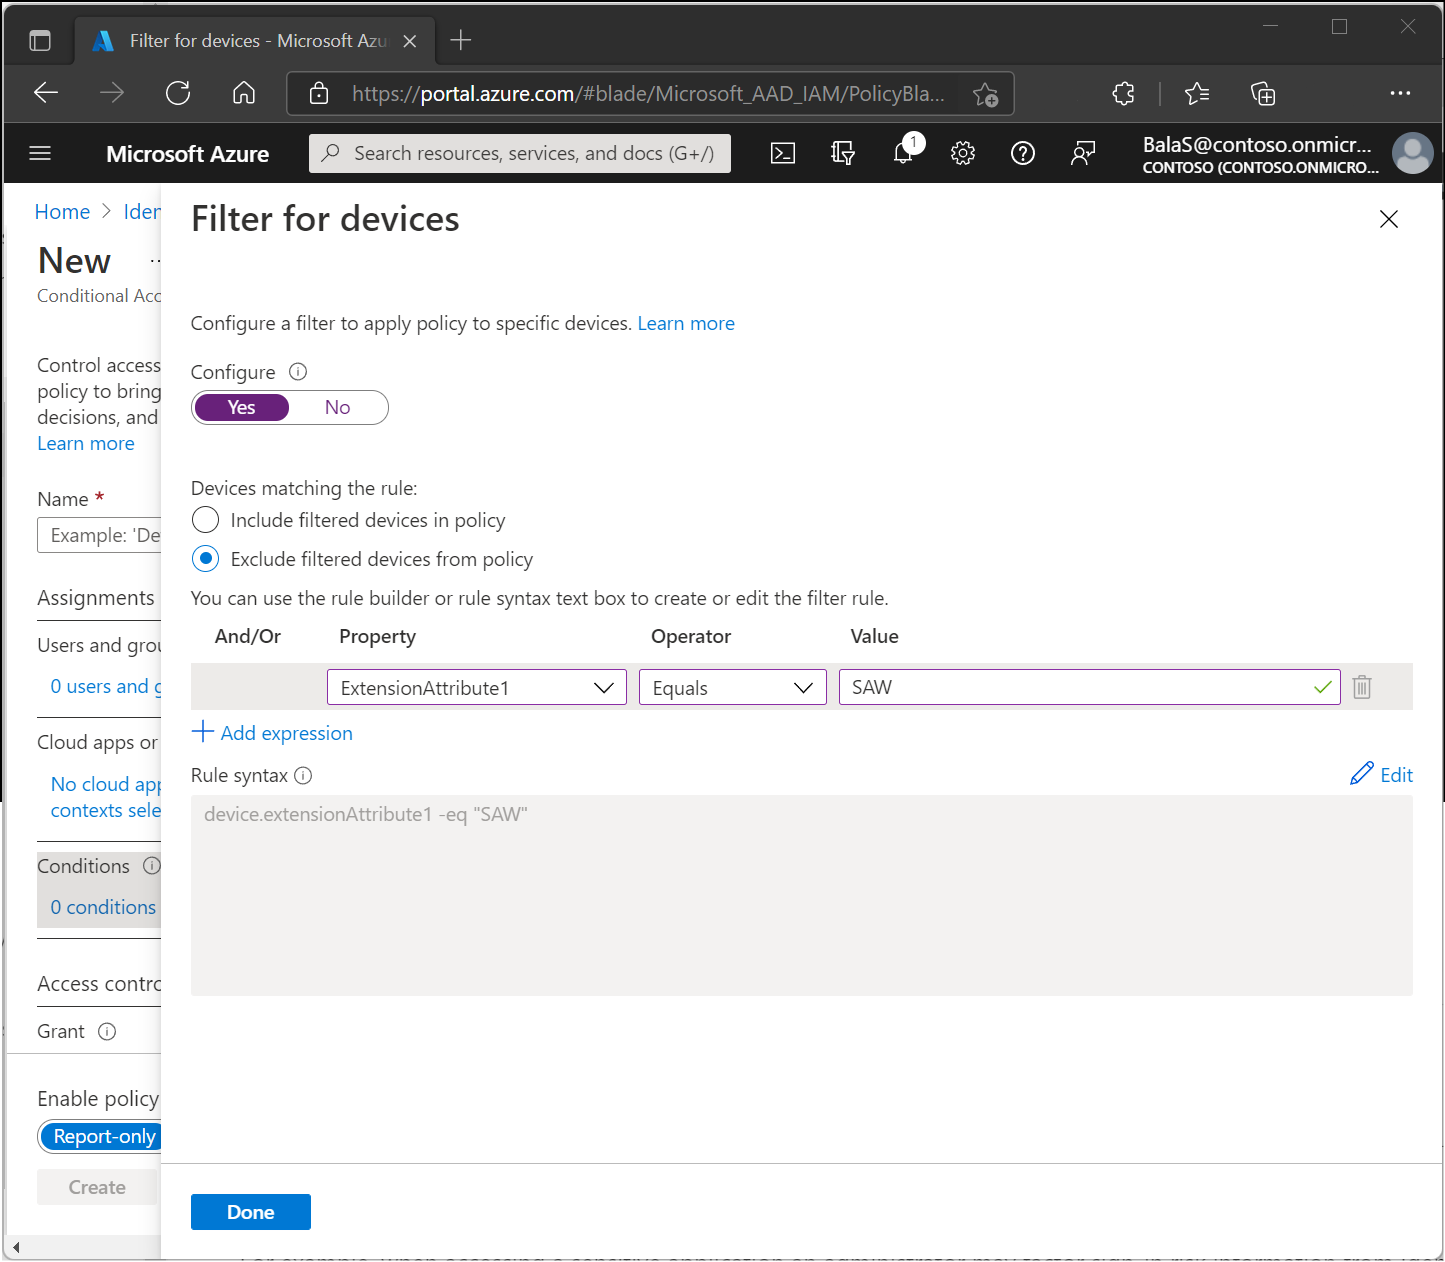 Filter for devices - Microsoft Azu
https://portal.azure.com/#blade/Microsoft_AAD_IAM/PolicyBla...
Microsoft Azure
Search resources, services, and docs (G+/)
1
BalaS@contoso.onmicr...
CONTOSO (CONTOSO.ONMICRO...
Home > Iden
New ..
Conditional Acc
Control access
policy to bring
decisions, and
Learn more
Name *
Example: 'De
Assignments
Users and grou
0 users and g
Cloud apps or
No cloud app
contexts sele
Conditions
0 conditions
Access contro
Grant
Enable policy
Report-only
Create
Filter for devices
Configure a filter to apply policy to specific devices. Learn more
Configure
Yes No
Devices matching the rule:
Include filtered devices in policy
Exclude filtered devices from policy
You can use the rule builder or rule syntax text box to create or edit the filter rule.
And/Or Property Operator Value
ExtensionAttribute1 Equals SAW
Add expression
Rule syntax Edit
device.extensionAttribute1 -eq "SAW"
Done